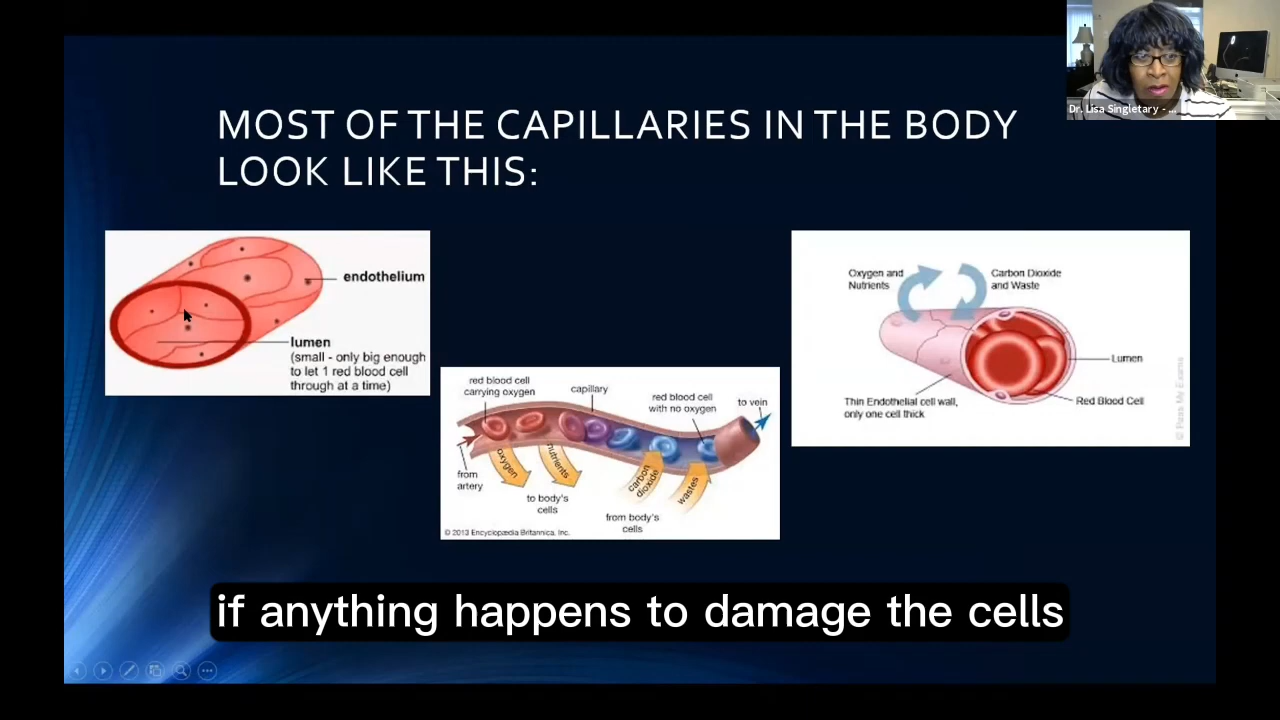 Dr. Lisa Singletary - ...
MOST OF THE CAPILLARIES IN THE BODY
LOOK LIKE THIS:
endothelium
lumen
(small - only big enough
to let 1 red blood cell
through at a time)
red blood cell
carrying oxygen
capillary
red blood cell
with no oxygen
to vein
from
artery
oxygen
nutrients
to body's
cells
carbon
dioxide
wastes
from body's
cells
© 2013 Encyclopædia Britannica, Inc.
Oxygen and
Nutrients
Carbon Dioxide
and Waste
Lumen
Thin Endothelial cell wall,
only one cell thick
Red Blood Cell
if anything happens to damage the cells